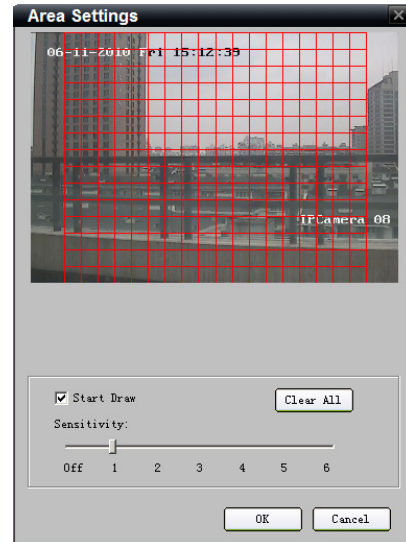 Area Settings
06-11-2010 Fri 15:12:39
IPCamera 08
Start Draw
Clear All
Sensitivity:
Off 1 2 3 4 5 6
OK
Cancel